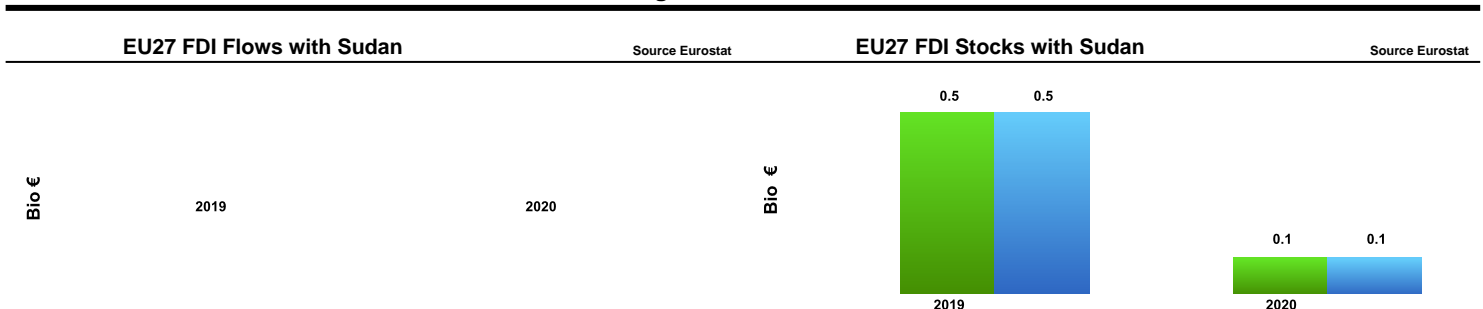 EU27 FDI Flows with Sudan
Source Eurostat
Bio €
2019
2020
EU27 FDI Stocks with Sudan
Source Eurostat
Bio €
0.5
0.5
0.1
0.1
2019
2020